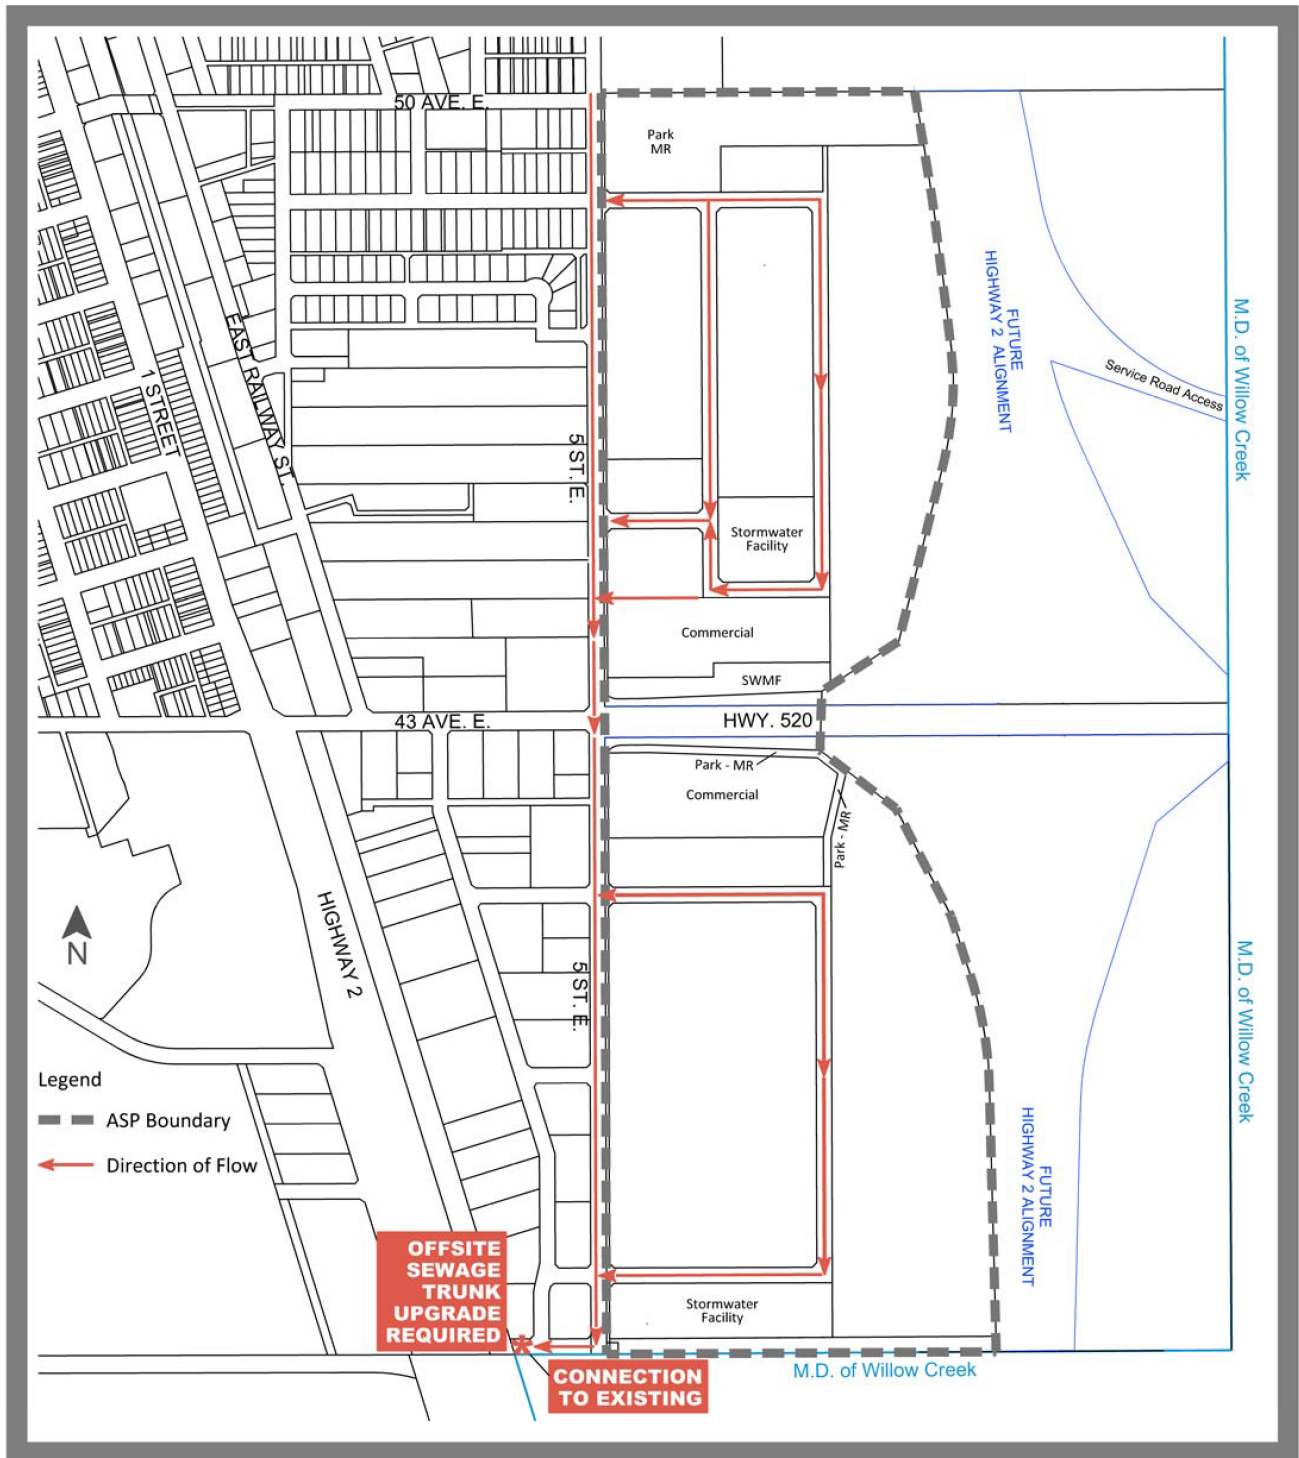 50 AVE. E.
Park
MR
FUTURE
HIGHWAY 2 ALIGNMENT
M.D. of Willow Creek
Service Road Access
EAST RAILWAY ST.
1 STREET
5 ST. E.
Stormwater
Facility
Commercial
SWMF
43 AVE. E.
HWY. 520
Park - MR
Commercial
Park - MR
HIGHWAY 2
N
5 ST. E.
M.D. of Willow Creek
Legend
ASP Boundary
Direction of Flow
FUTURE
HIGHWAY 2 ALIGNMENT
OFFSITE
SEWAGE
TRUNK
UPGRADE
REQUIRED
Stormwater
Facility
CONNECTION
TO EXISTING
M.D. of Willow Creek